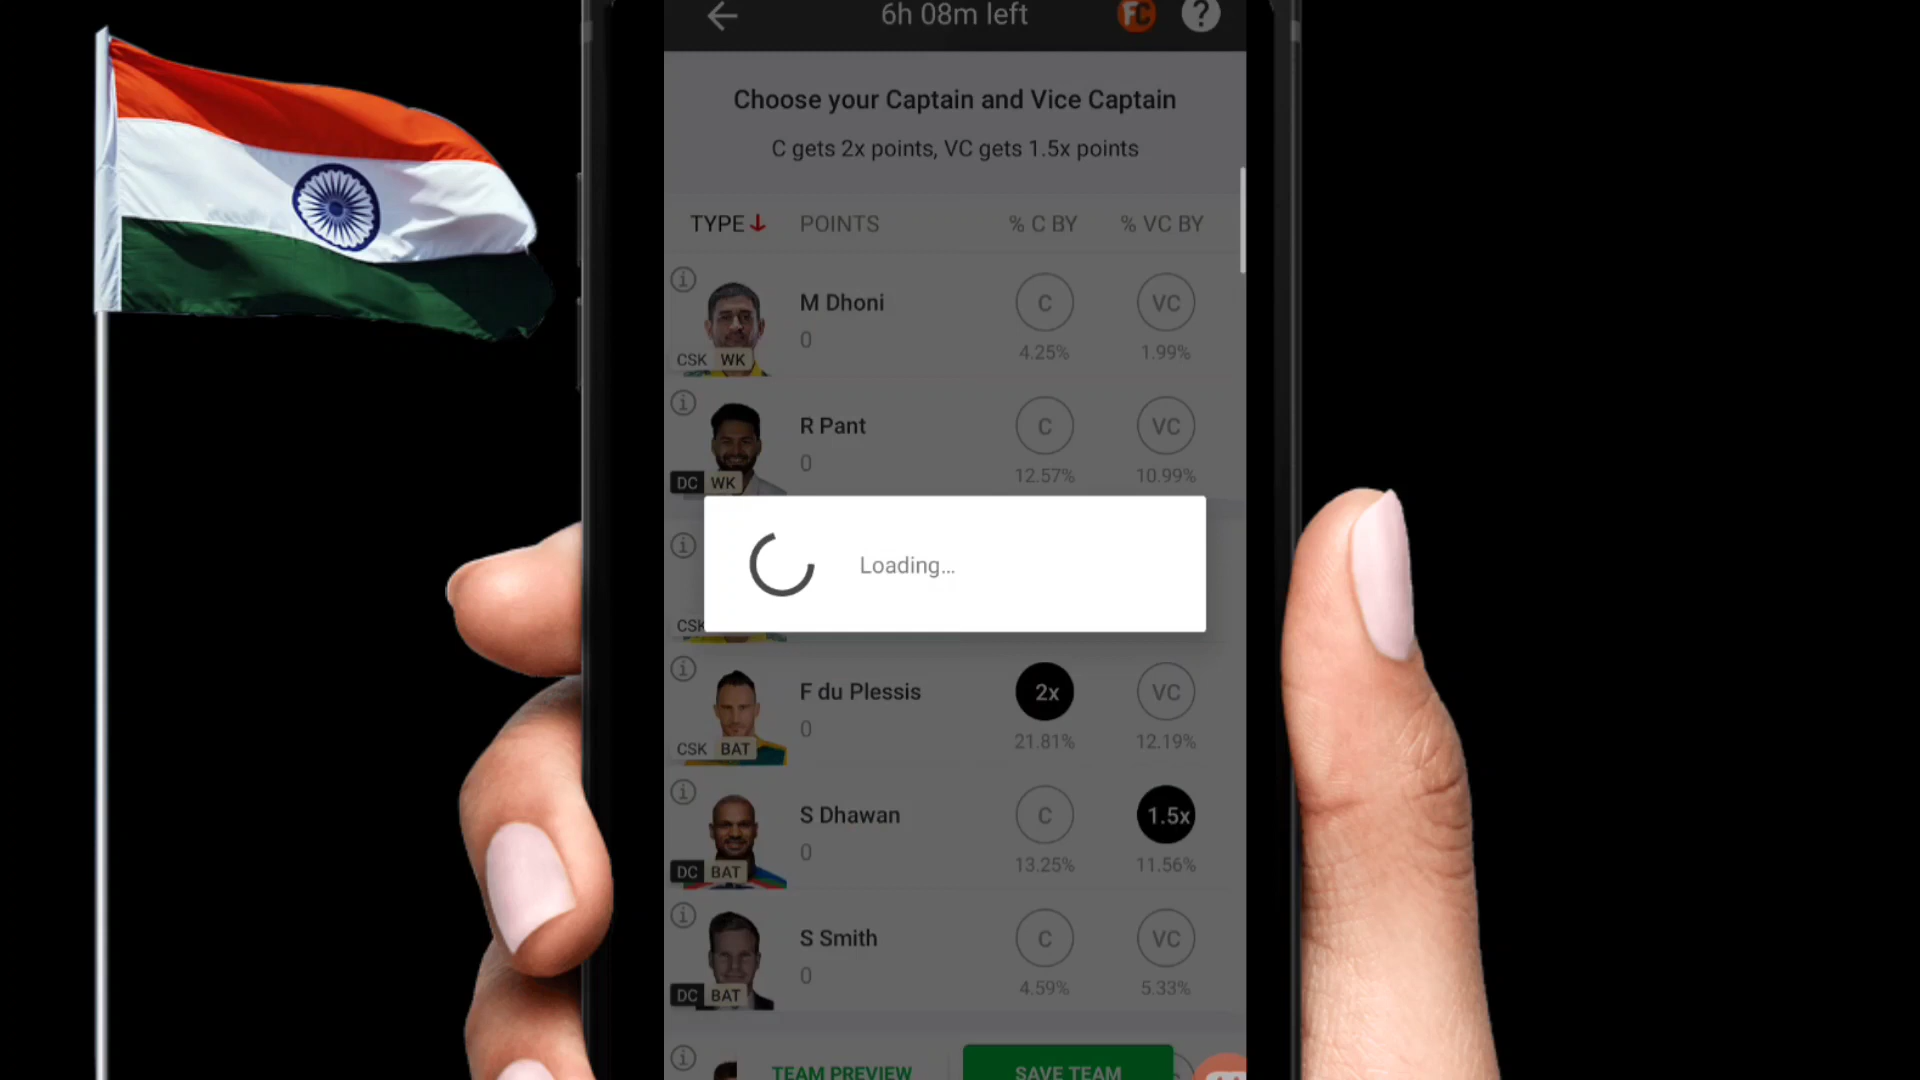 6h 08m left
FC
?
Choose your Captain and Vice Captain
C gets 2x points, VC gets 1.5x points
TYPE POINTS % C BY % VC BY
i
M Dhoni C VC
0
4.25% 1.99%
CSK WK
i
R Pant C VC
0
12.57% 10.99%
DC WK
i
Loading...
CSK
i
F du Plessis 2x VC
0
21.81% 12.19%
CSK BAT
i
S Dhawan C 1.5x
0
13.25% 11.56%
DC BAT
i
S Smith C VC
0
4.59% 5.33%
DC BAT
i
TEAM PREVIEW SAVE TEAM